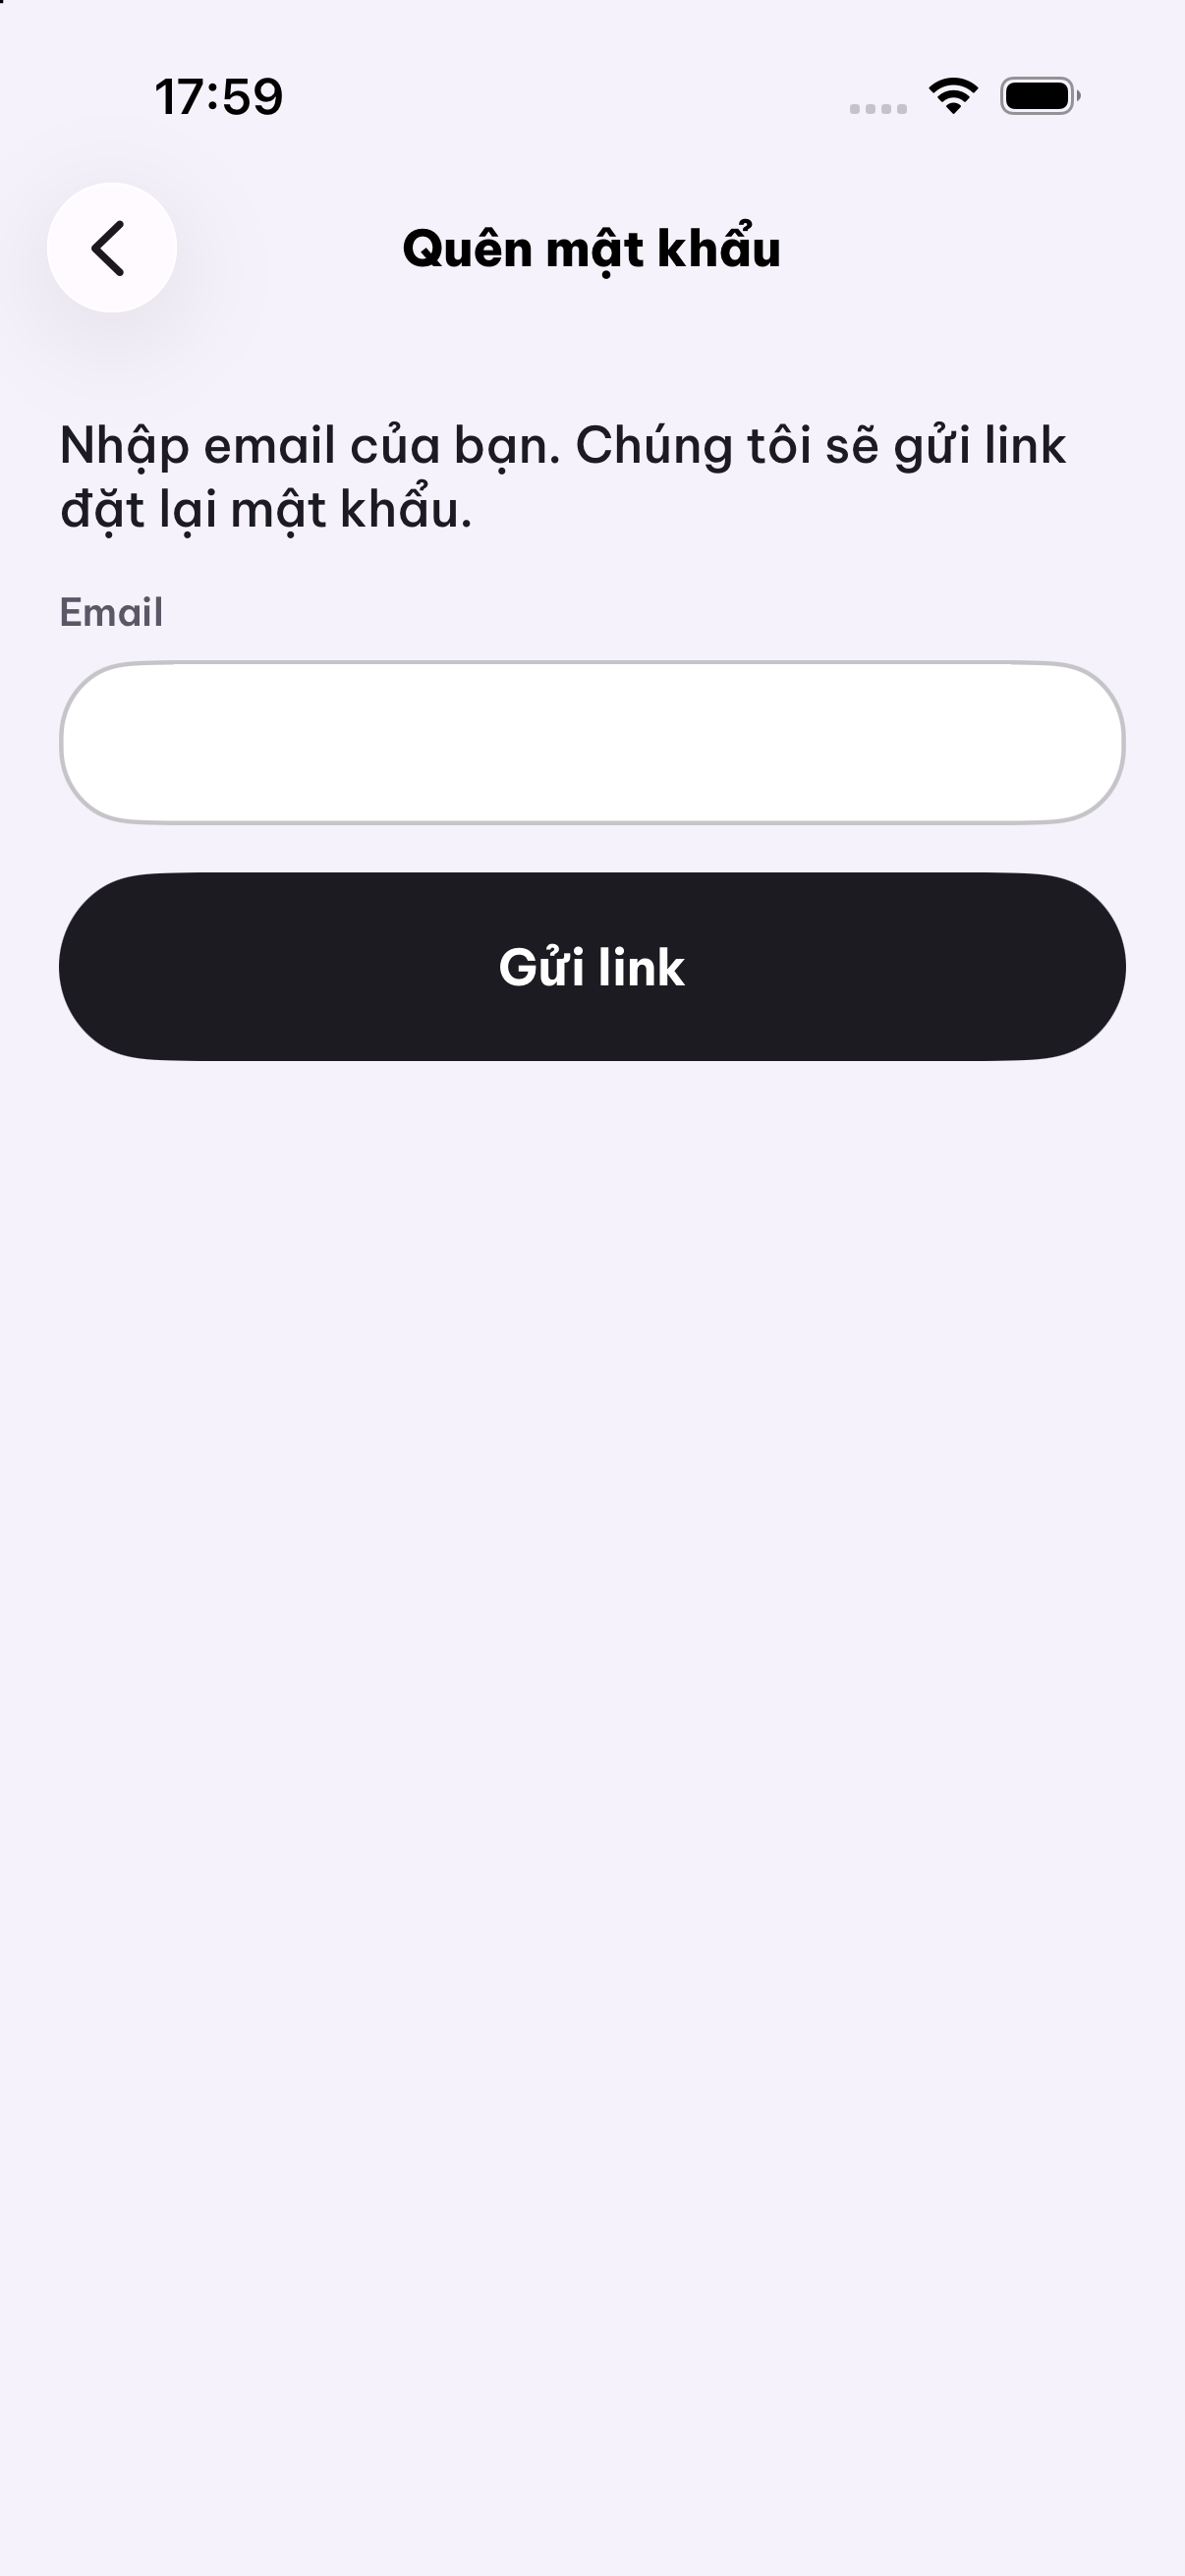 17:59
Quên mật khẩu
Nhập email của bạn. Chúng tôi sẽ gửi link
đặt lại mật khẩu.
Email
Gửi link